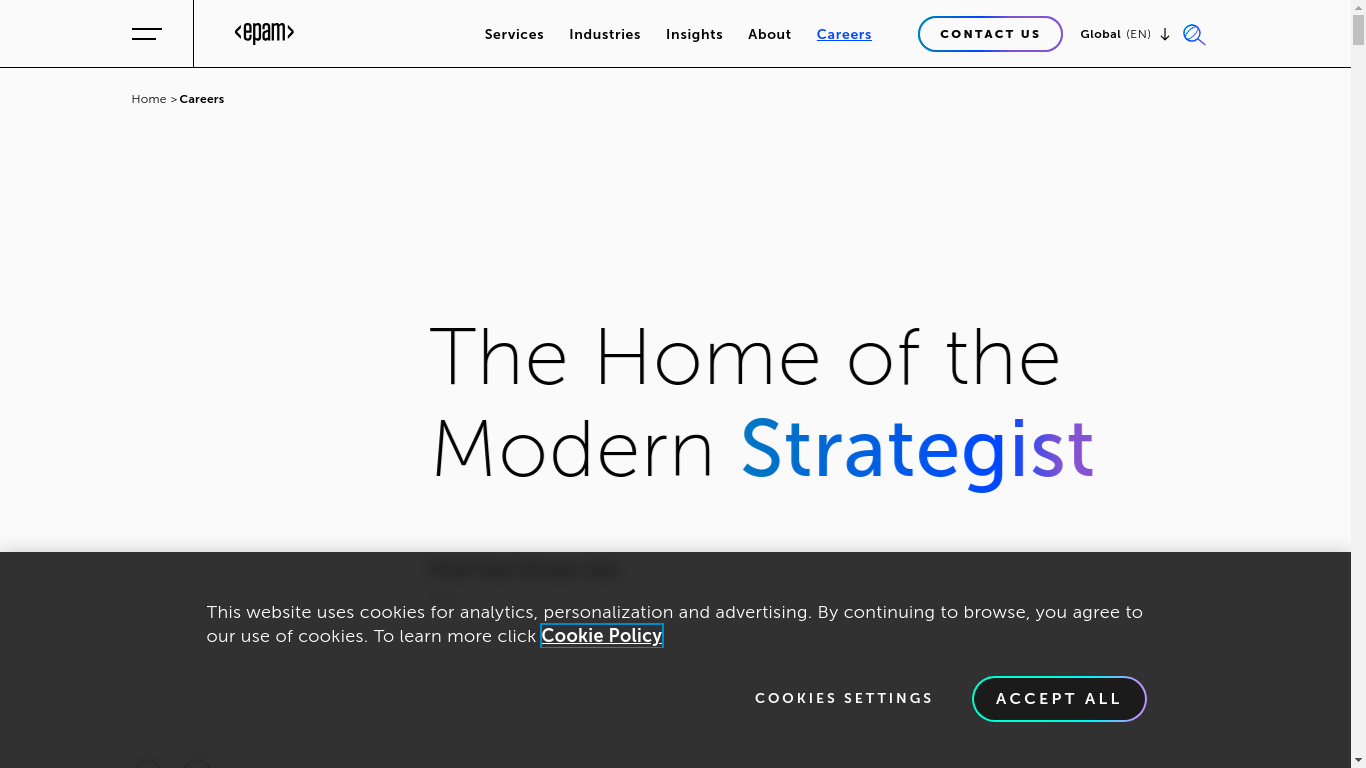 <epam>
Services Industries Insights About Careers CONTACT US Global (EN)
Home > Careers
The Home of the
Modern Strategist
This website uses cookies for analytics, personalization and advertising. By continuing to browse, you agree to
our use of cookies. To learn more click Cookie Policy
COOKIES SETTINGS ACCEPT ALL